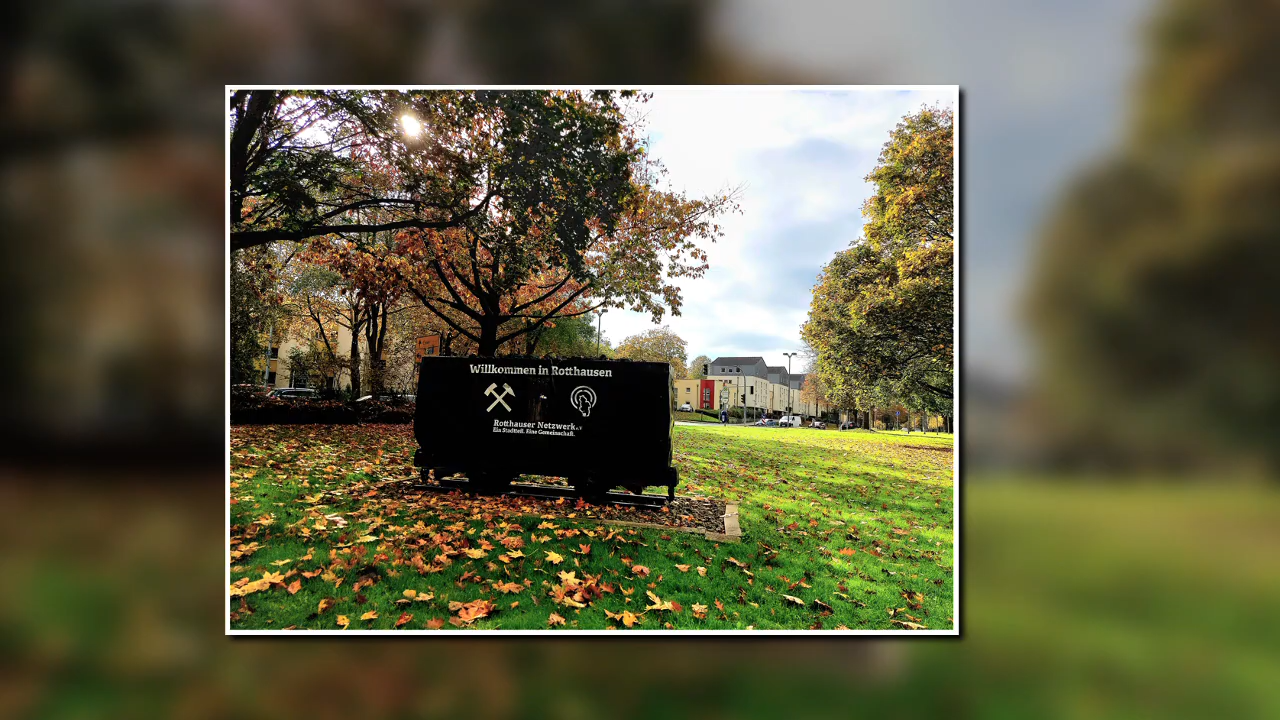 Willkommen in Rotthausen
Rotthauser Netzwerk e.V.
Ein Stadtteil. Eine Gemeinschaft.